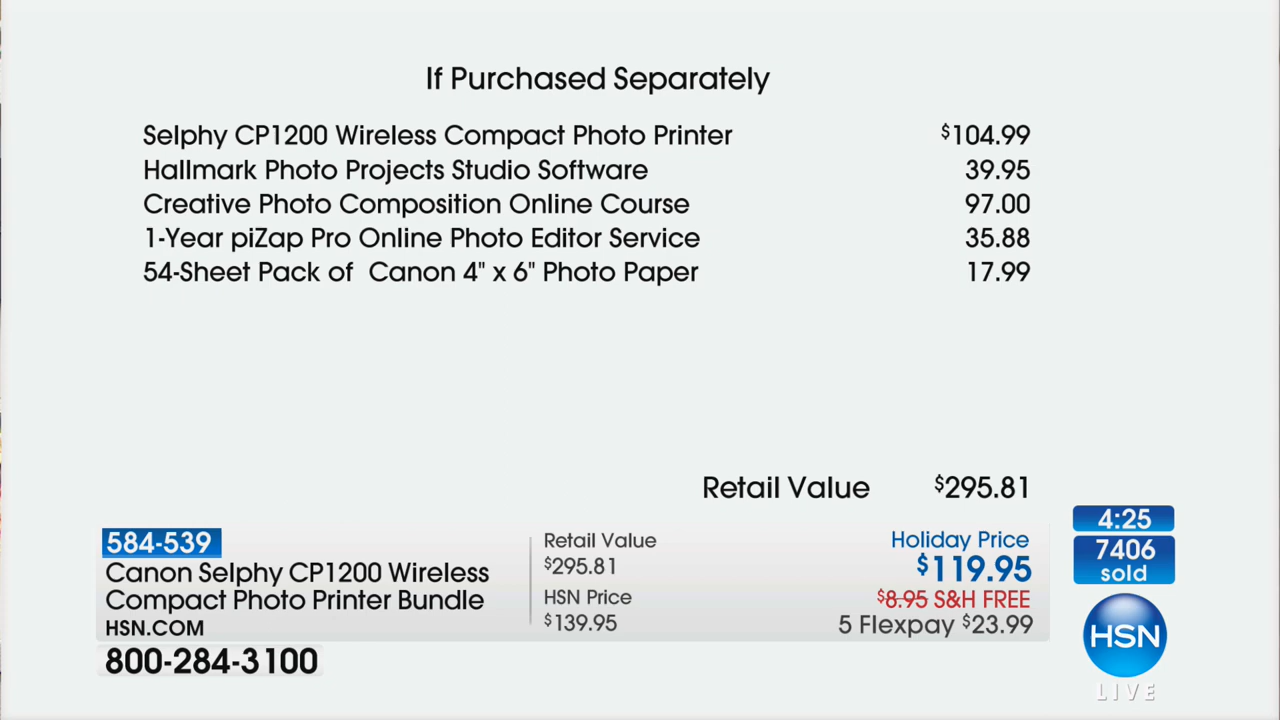 If Purchased Separately
Selphy CP1200 Wireless Compact Photo Printer $104.99
Hallmark Photo Projects Studio Software 39.95
Creative Photo Composition Online Course 97.00
1-Year piZap Pro Online Photo Editor Service 35.88
54-Sheet Pack of Canon 4" x 6" Photo Paper 17.99
Retail Value $295.81
584-539
Canon Selphy CP1200 Wireless
Compact Photo Printer Bundle
HSN.COM
800-284-3100
Retail Value
$295.81
HSN Price
$139.95
Holiday Price
$119.95
$8.95 S&H FREE
5 Flexpay $23.99
4:25
7406
sold
HSN
LIVE